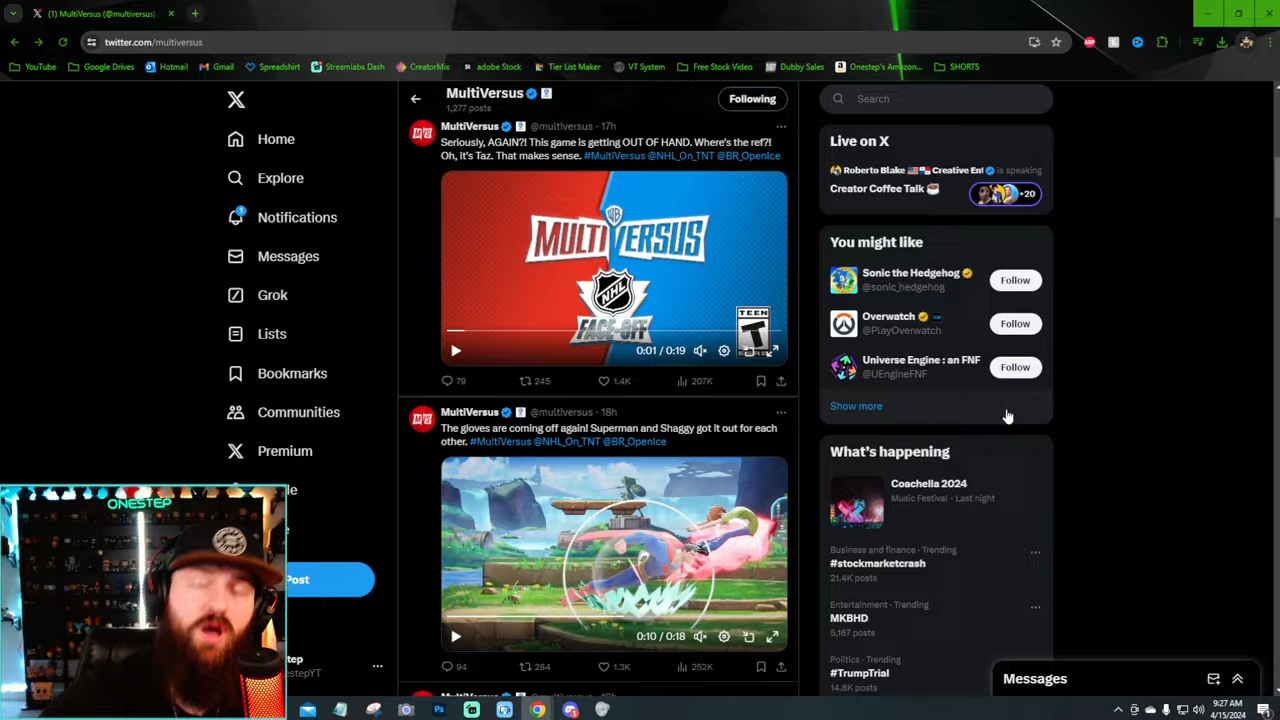 (1) MultiVersus (@multiversus)
twitter.com/multiversus
YouTube
Google Drives
Hotmail
Gmail
Spreadshirt
Streamlabs Dash
CreatorMix
adobe Stock
Tier List Maker
VT System
Free Stock Video
Dubby Sales
Onestep's Amazon...
SHORTS
Home
Explore
Notifications
Messages
Grok
Lists
Bookmarks
Communities
Premium
Post
MultiVersus
1,277 posts
Following
MultiVersus @multiversus · 17h
Seriously, AGAIN?! This game is getting OUT OF HAND. Where's the ref?!
Oh, it's Taz. That makes sense. #MultiVersus @NHL_On_TNT @BR_OpenIce
WB
MULTIVERSUS
NHL
FACE-OFF
TEEN
T
0:01 / 0:19
79
245
1.4K
207K
MultiVersus @multiversus · 18h
The gloves are coming off again! Superman and Shaggy got it out for each
other. #MultiVersus @NHL_On_TNT @BR_OpenIce
0:10 / 0:18
94
284
1.3K
252K
Search
Live on X
Roberto Blake Creative En is speaking
Creator Coffee Talk
+20
You might like
Sonic the Hedgehog
@sonic_hedgehog
Follow
Overwatch
@PlayOverwatch
Follow
Universe Engine : an FNF
@UEngineFNF
Follow
Show more
What's happening
Coachella 2024
Music Festival · Last night
Business and finance · Trending
#stockmarketcrash
21.4K posts
Entertainment · Trending
MKBHD
5,167 posts
Politics · Trending
#TrumpTrial
14.8K posts
Messages
ONESTEP
9:27 AM
4/15/2024